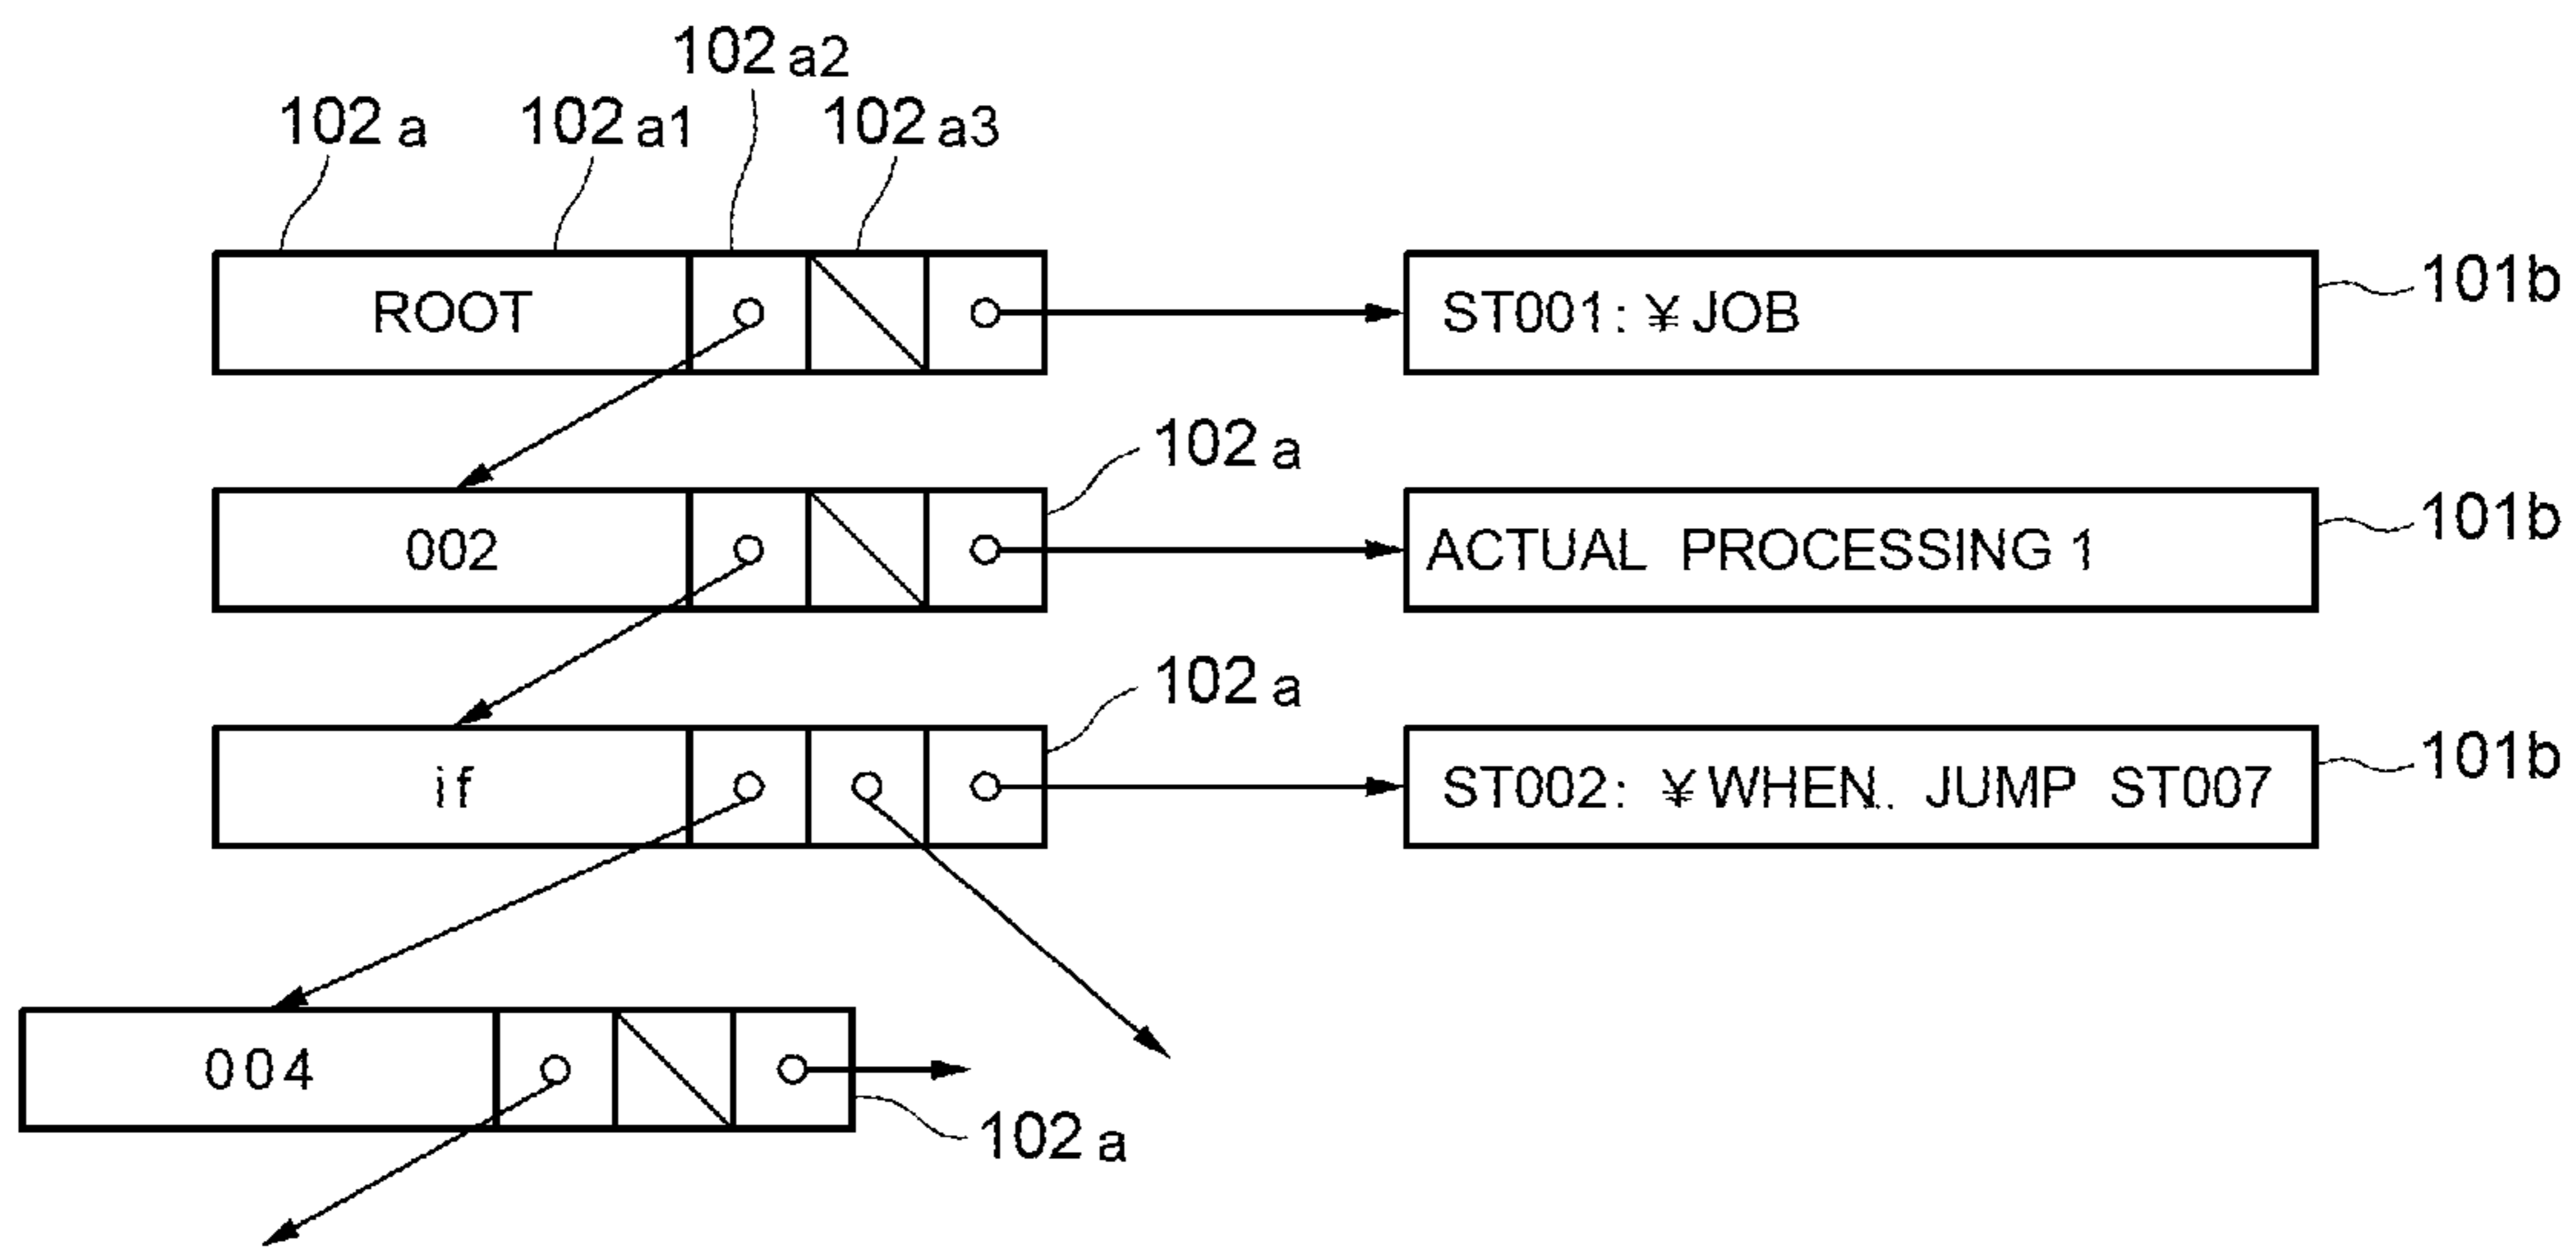 102a2
102a 102a1 102a3
ROOT ST001: ¥JOB 101b
102a
002 ACTUAL PROCESSING 1 101b
102a
if ST002: ¥WHEN.. JUMP ST007 101b
004
102a